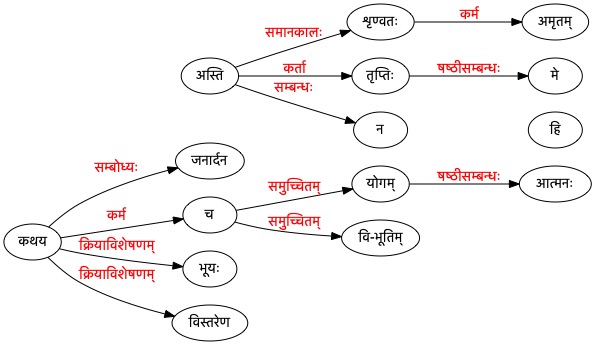 शृण्वतः
कर्म
अमृतम्
समानकालः
अस्ति
कर्ता
तृप्तिः
षष्ठीसम्बन्धः
मे
सम्बन्धः
न
हि
जनार्दन
सम्बोध्यः
समुच्चितम्
योगम्
षष्ठीसम्बन्धः
आत्मनः
कर्म
च
समुच्चितम्
वि-भूतिम्
कथय
क्रियाविशेषणम्
भूयः
क्रियाविशेषणम्
विस्तरेण